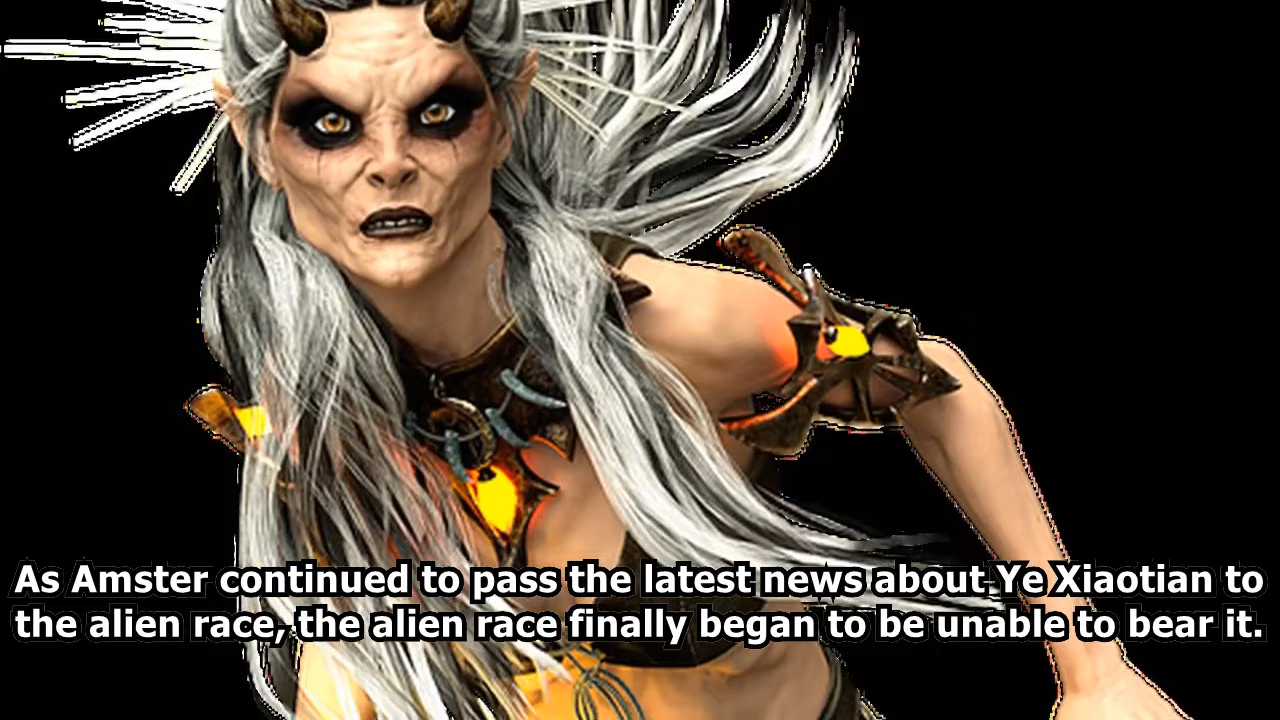 As Amster continued to pass the latest news about Ye Xiaotian to
the alien race, the alien race finally began to be unable to bear it.